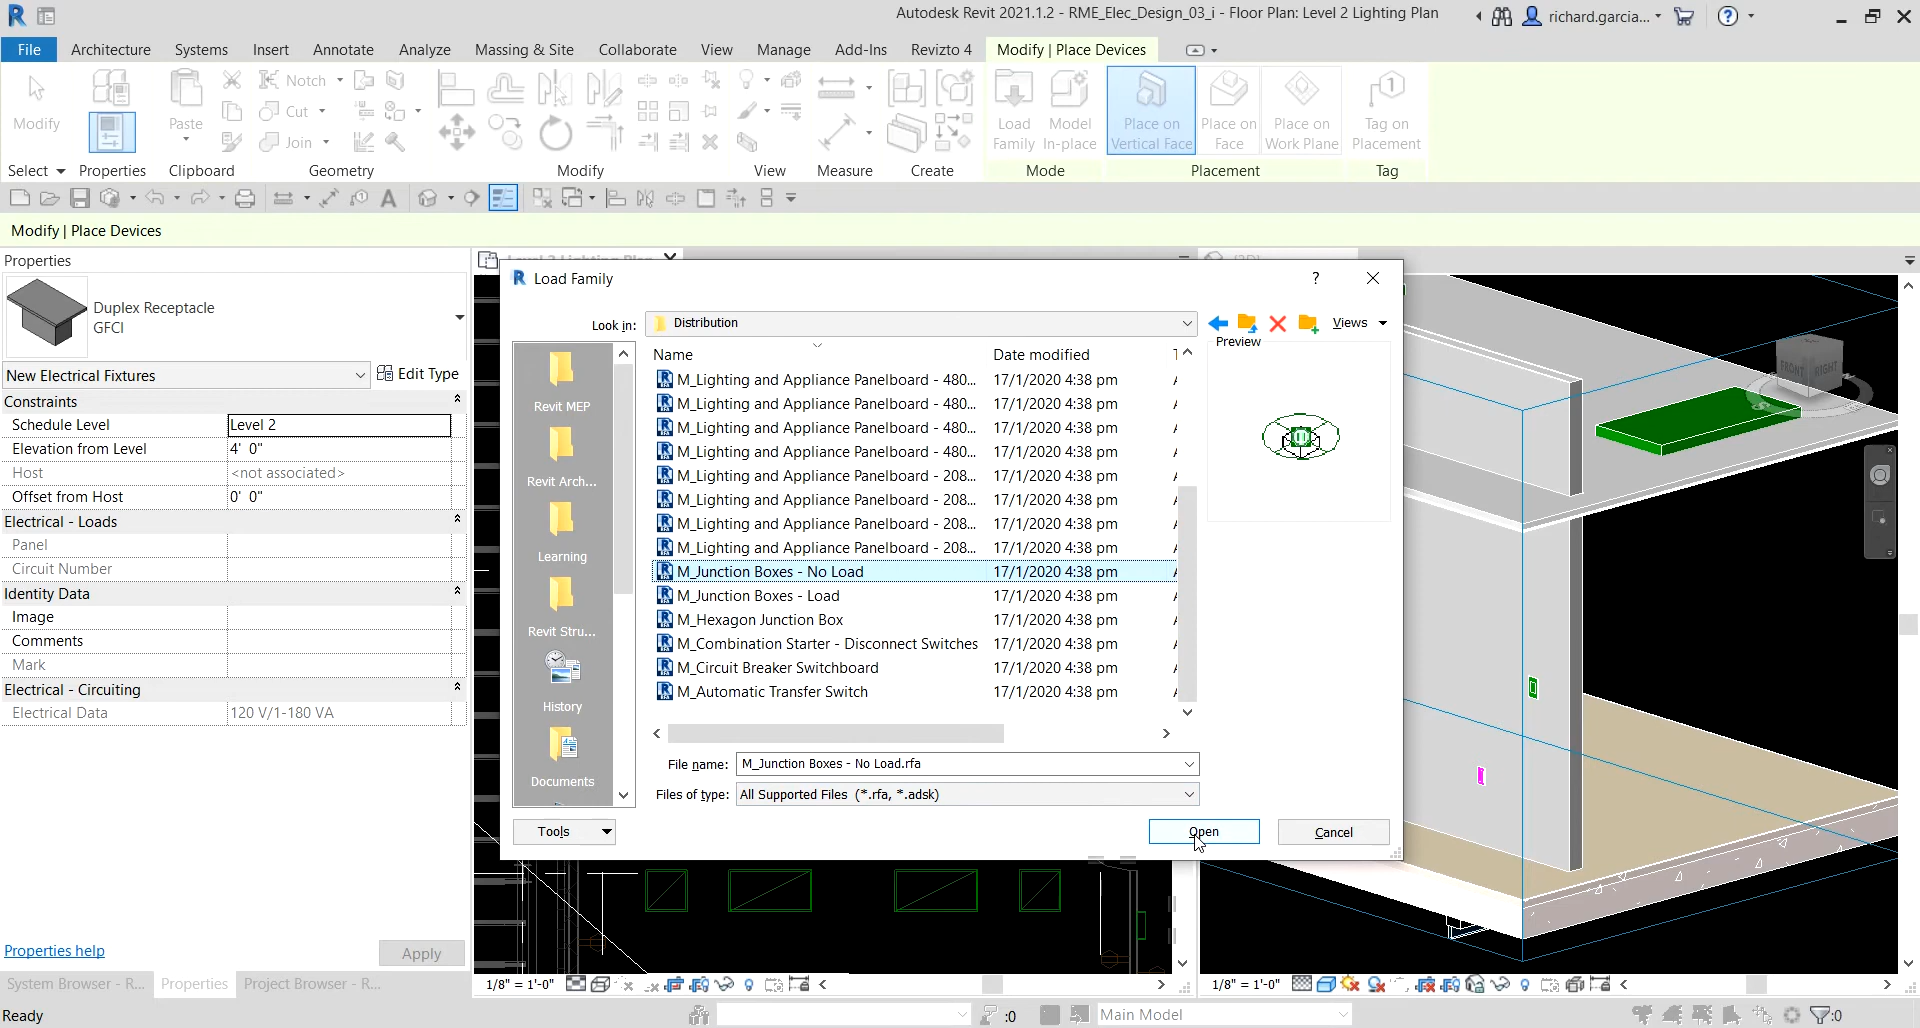 Autodesk Revit 2021.1.2 - RME_Elec_Design_03_i - Floor Plan: Level 2 Lighting Plan
richard.garcia...
File Architecture Systems Insert Annotate Analyze Massing & Site Collaborate View Manage Add-Ins Revizto 4 Modify | Place Devices
Modify
Paste
Notch
Cut
Join
Load Family
Model In-place
Place on Vertical Face
Place on Face
Place on Work Plane
Tag on Placement
Select Properties Clipboard Geometry Modify View Measure Create Mode Placement Tag
Modify | Place Devices
Properties
Duplex Receptacle
GFCI
New Electrical Fixtures
Edit Type
Constraints
Schedule Level Level 2
Elevation from Level 4' 0"
Host <not associated>
Offset from Host 0' 0"
Electrical - Loads
Panel
Circuit Number
Identity Data
Image
Comments
Mark
Electrical - Circuiting
Electrical Data 120 V/1-180 VA
Properties help
Apply
System Browser - R... Properties Project Browser - R...
Load Family
Look in: Distribution
Views
Preview
Revit MEP
Revit Arch...
Learning
Revit Stru...
History
Documents
Name Date modified
M_Lighting and Appliance Panelboard - 480... 17/1/2020 4:38 pm
M_Lighting and Appliance Panelboard - 480... 17/1/2020 4:38 pm
M_Lighting and Appliance Panelboard - 480... 17/1/2020 4:38 pm
M_Lighting and Appliance Panelboard - 480... 17/1/2020 4:38 pm
M_Lighting and Appliance Panelboard - 208... 17/1/2020 4:38 pm
M_Lighting and Appliance Panelboard - 208... 17/1/2020 4:38 pm
M_Lighting and Appliance Panelboard - 208... 17/1/2020 4:38 pm
M_Lighting and Appliance Panelboard - 208... 17/1/2020 4:38 pm
M_Junction Boxes - No Load 17/1/2020 4:38 pm
M_Junction Boxes - Load 17/1/2020 4:38 pm
M_Hexagon Junction Box 17/1/2020 4:38 pm
M_Combination Starter - Disconnect Switches 17/1/2020 4:38 pm
M_Circuit Breaker Switchboard 17/1/2020 4:38 pm
M_Automatic Transfer Switch 17/1/2020 4:38 pm
File name: M_Junction Boxes - No Load.rfa
Files of type: All Supported Files (*.rfa, *.adsk)
Tools
Open
Cancel
FRONT RIGHT
1/8" = 1'-0"
1/8" = 1'-0"
Ready
:0
Main Model
:0